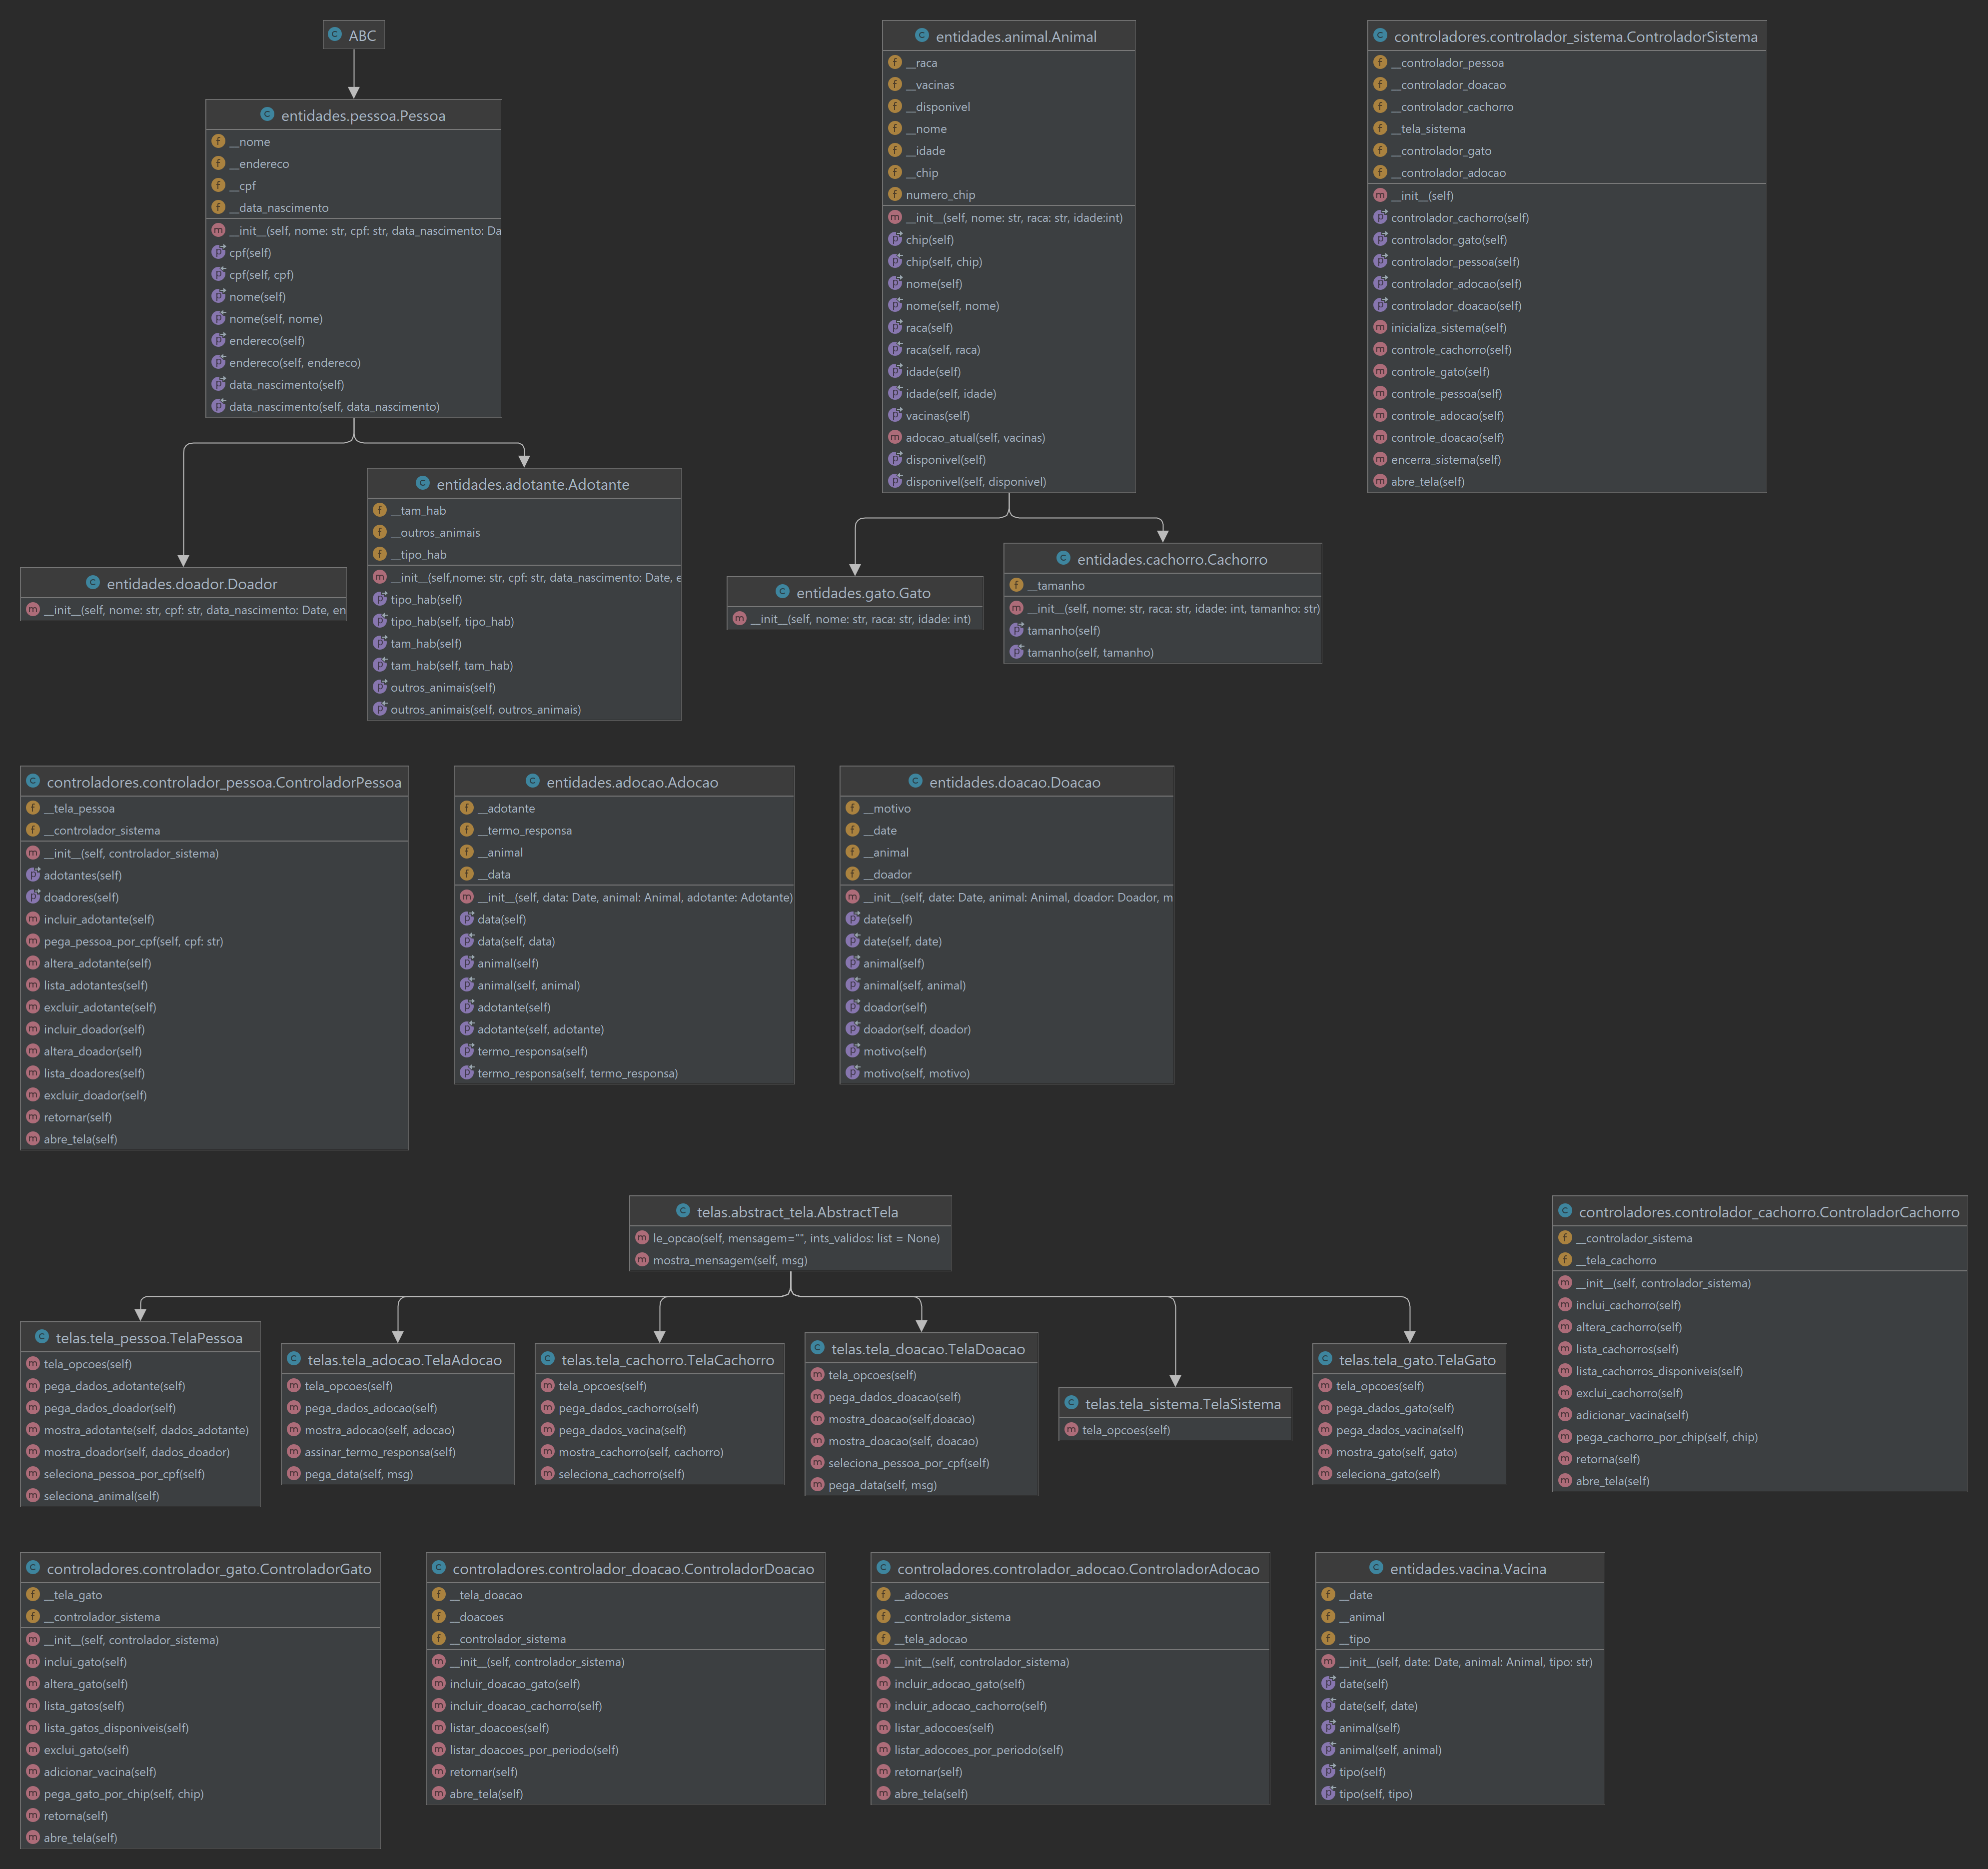 ABC
entidades.pessoa.Pessoa
__nome
__endereco
__cpf
__data_nascimento
__init__(self, nome: str, cpf: str, data_nascimento: Da
cpf(self)
cpf(self, cpf)
nome(self)
nome(self, nome)
endereco(self)
endereco(self, endereco)
data_nascimento(self)
data_nascimento(self, data_nascimento)
entidades.doador.Doador
__init__(self, nome: str, cpf: str, data_nascimento: Date, en
entidades.adotante.Adotante
__tam_hab
__outros_animais
__tipo_hab
__init__(self,nome: str, cpf: str, data_nascimento: Date, e
tipo_hab(self)
tipo_hab(self, tipo_hab)
tam_hab(self)
tam_hab(self, tam_hab)
outros_animais(self)
outros_animais(self, outros_animais)
entidades.animal.Animal
__raca
__vacinas
__disponivel
__nome
__idade
__chip
numero_chip
__init__(self, nome: str, raca: str, idade:int)
chip(self)
chip(self, chip)
nome(self)
nome(self, nome)
raca(self)
raca(self, raca)
idade(self)
idade(self, idade)
vacinas(self)
adocao_atual(self, vacinas)
disponivel(self)
disponivel(self, disponivel)
entidades.gato.Gato
__init__(self, nome: str, raca: str, idade: int)
entidades.cachorro.Cachorro
__tamanho
__init__(self, nome: str, raca: str, idade: int, tamanho: str)
tamanho(self)
tamanho(self, tamanho)
controladores.controlador_sistema.ControladorSistema
__controlador_pessoa
__controlador_doacao
__controlador_cachorro
__tela_sistema
__controlador_gato
__controlador_adocao
__init__(self)
controlador_cachorro(self)
controlador_gato(self)
controlador_pessoa(self)
controlador_adocao(self)
controlador_doacao(self)
inicializa_sistema(self)
controle_cachorro(self)
controle_gato(self)
controle_pessoa(self)
controle_adocao(self)
controle_doacao(self)
encerra_sistema(self)
abre_tela(self)
controladores.controlador_pessoa.ControladorPessoa
__tela_pessoa
__controlador_sistema
__init__(self, controlador_sistema)
adotantes(self)
doadores(self)
incluir_adotante(self)
pega_pessoa_por_cpf(self, cpf: str)
altera_adotante(self)
lista_adotantes(self)
excluir_adotante(self)
incluir_doador(self)
altera_doador(self)
lista_doadores(self)
excluir_doador(self)
retornar(self)
abre_tela(self)
entidades.adocao.Adocao
__adotante
__termo_responsa
__animal
__data
__init__(self, data: Date, animal: Animal, adotante: Adotante)
data(self)
data(self, data)
animal(self)
animal(self, animal)
adotante(self)
adotante(self, adotante)
termo_responsa(self)
termo_responsa(self, termo_responsa)
entidades.doacao.Doacao
__motivo
__date
__animal
__doador
__init__(self, date: Date, animal: Animal, doador: Doador, m
date(self)
date(self, date)
animal(self)
animal(self, animal)
doador(self)
doador(self, doador)
motivo(self)
motivo(self, motivo)
telas.abstract_tela.AbstractTela
le_opcao(self, mensagem="", ints_validos: list = None)
mostra_mensagem(self, msg)
telas.tela_pessoa.TelaPessoa
tela_opcoes(self)
pega_dados_adotante(self)
pega_dados_doador(self)
mostra_adotante(self, dados_adotante)
mostra_doador(self, dados_doador)
seleciona_pessoa_por_cpf(self)
seleciona_animal(self)
telas.tela_adocao.TelaAdocao
tela_opcoes(self)
pega_dados_adocao(self)
mostra_adocao(self, adocao)
assinar_termo_responsa(self)
pega_data(self, msg)
telas.tela_cachorro.TelaCachorro
tela_opcoes(self)
pega_dados_cachorro(self)
pega_dados_vacina(self)
mostra_cachorro(self, cachorro)
seleciona_cachorro(self)
telas.tela_doacao.TelaDoacao
tela_opcoes(self)
pega_dados_doacao(self)
mostra_doacao(self,doacao)
mostra_doacao(self, doacao)
seleciona_pessoa_por_cpf(self)
pega_data(self, msg)
telas.tela_sistema.TelaSistema
tela_opcoes(self)
telas.tela_gato.TelaGato
tela_opcoes(self)
pega_dados_gato(self)
pega_dados_vacina(self)
mostra_gato(self, gato)
seleciona_gato(self)
controladores.controlador_cachorro.ControladorCachorro
__controlador_sistema
__tela_cachorro
__init__(self, controlador_sistema)
inclui_cachorro(self)
altera_cachorro(self)
lista_cachorros(self)
lista_cachorros_disponiveis(self)
exclui_cachorro(self)
adicionar_vacina(self)
pega_cachorro_por_chip(self, chip)
retorna(self)
abre_tela(self)
controladores.controlador_gato.ControladorGato
__tela_gato
__controlador_sistema
__init__(self, controlador_sistema)
inclui_gato(self)
altera_gato(self)
lista_gatos(self)
lista_gatos_disponiveis(self)
exclui_gato(self)
adicionar_vacina(self)
pega_gato_por_chip(self, chip)
retorna(self)
abre_tela(self)
controladores.controlador_doacao.ControladorDoacao
__tela_doacao
__doacoes
__controlador_sistema
__init__(self, controlador_sistema)
incluir_doacao_gato(self)
incluir_doacao_cachorro(self)
listar_doacoes(self)
listar_doacoes_por_periodo(self)
retornar(self)
abre_tela(self)
controladores.controlador_adocao.ControladorAdocao
__adocoes
__controlador_sistema
__tela_adocao
__init__(self, controlador_sistema)
incluir_adocao_gato(self)
incluir_adocao_cachorro(self)
listar_adocoes(self)
listar_adocoes_por_periodo(self)
retornar(self)
abre_tela(self)
entidades.vacina.Vacina
__date
__animal
__tipo
__init__(self, date: Date, animal: Animal, tipo: str)
date(self)
date(self, date)
animal(self)
animal(self, animal)
tipo(self)
tipo(self, tipo)